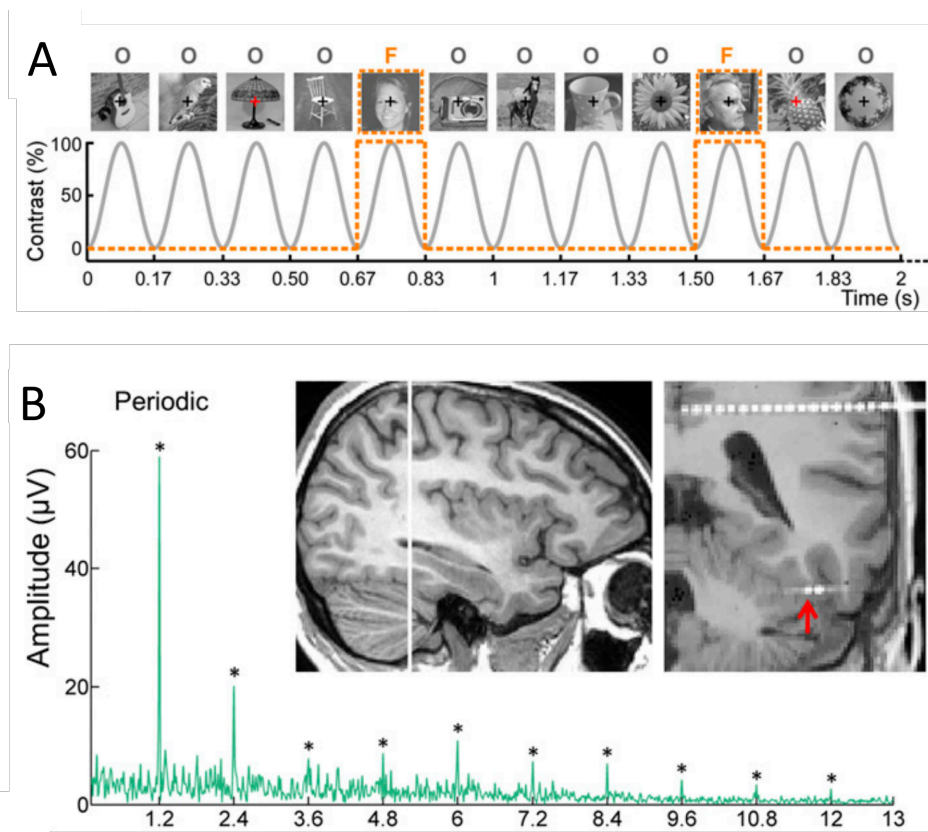 A
O O O O F O O O O F O O
Contrast (%)
100
50
0
0 0.17 0.33 0.50 0.67 0.83 1 1.17 1.33 1.50 1.67 1.83 2
Time (s)
B
Periodic
Amplitude (μV)
60
*
40
20
* * * * * * * * *
0
1.2 2.4 3.6 4.8 6 7.2 8.4 9.6 10.8 12 13